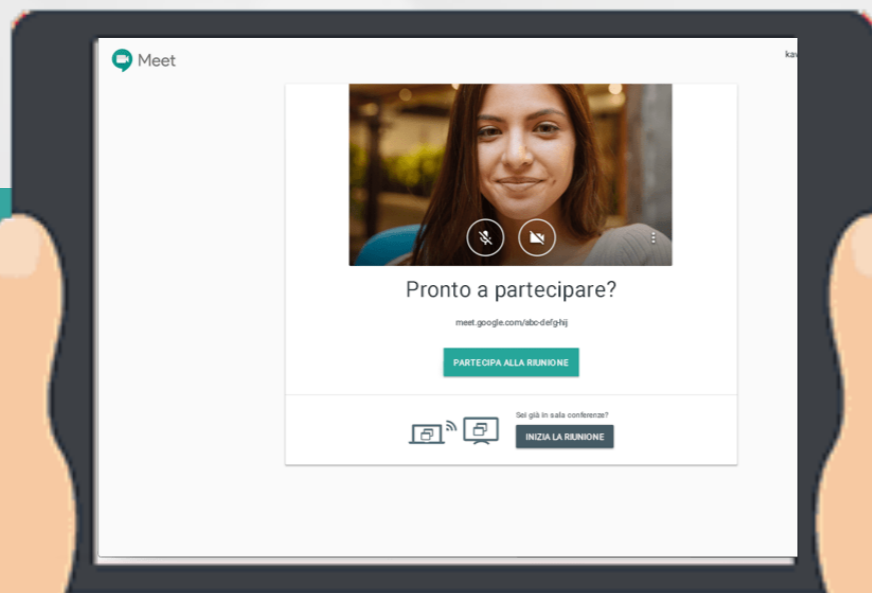 Meet
Pronto a partecipare?
meet.google.com/abc-defg-hij
PARTECIPA ALLA RIUNIONE
Sei già in sala conferenze?
INIZIA LA RIUNIONE